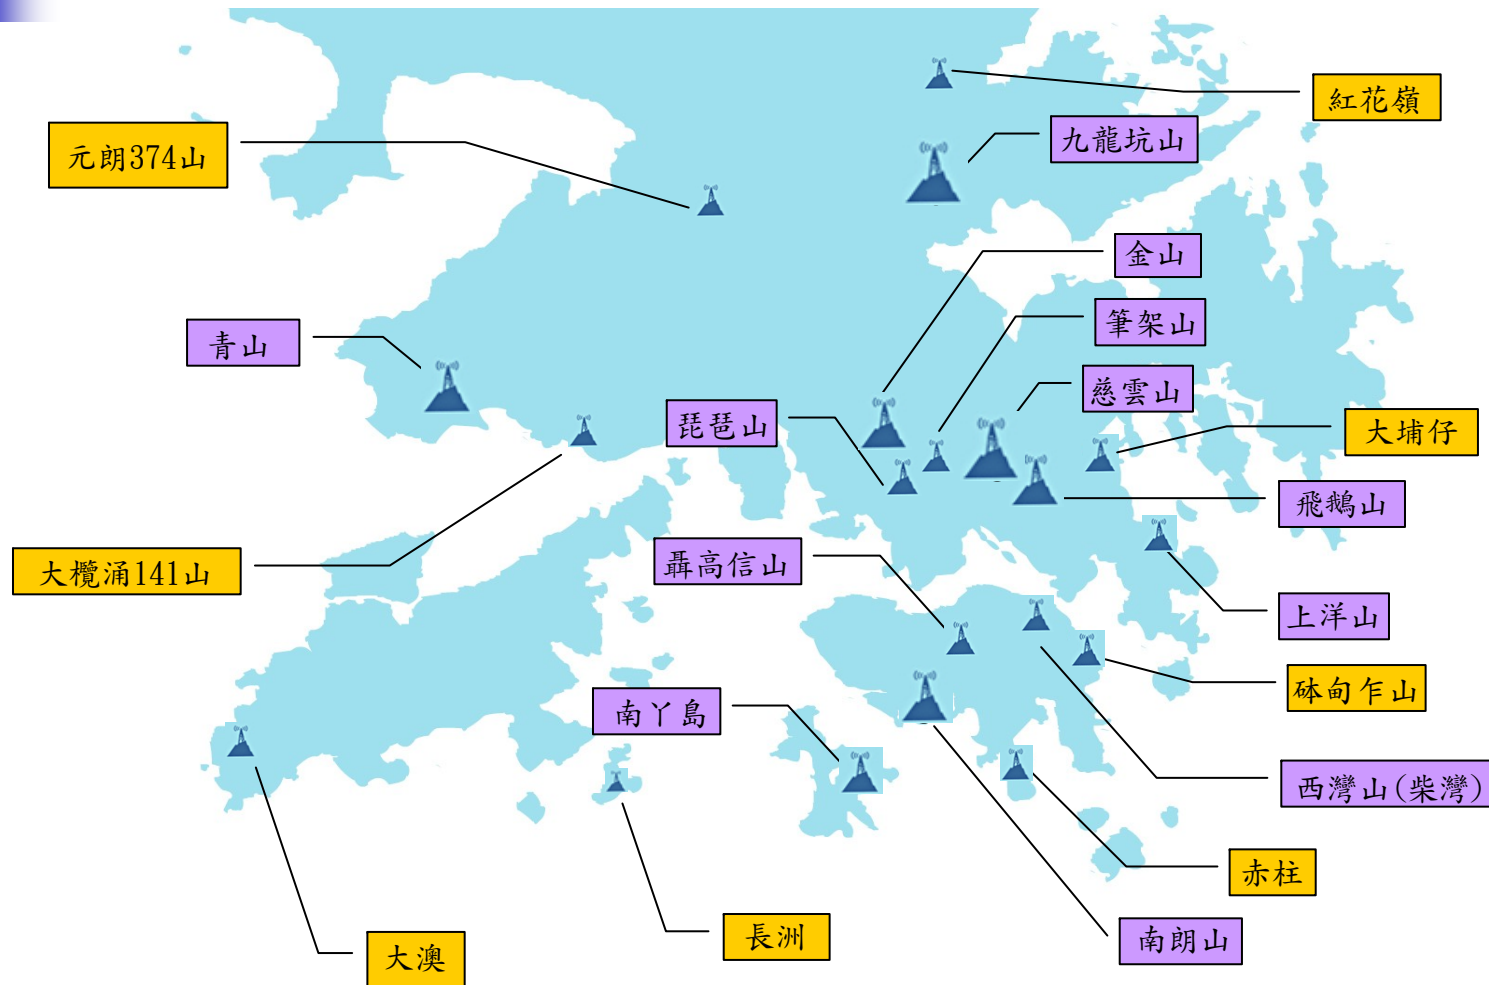 紅花嶺
九龍坑山
元朗374山
金山
筆架山
青山
慈雲山
琵琶山
大埔仔
飛鵝山
聶高信山
大欖涌141山
上洋山
砵甸乍山
南丫島
西灣山(柴灣)
赤柱
長洲
南朗山
大澳